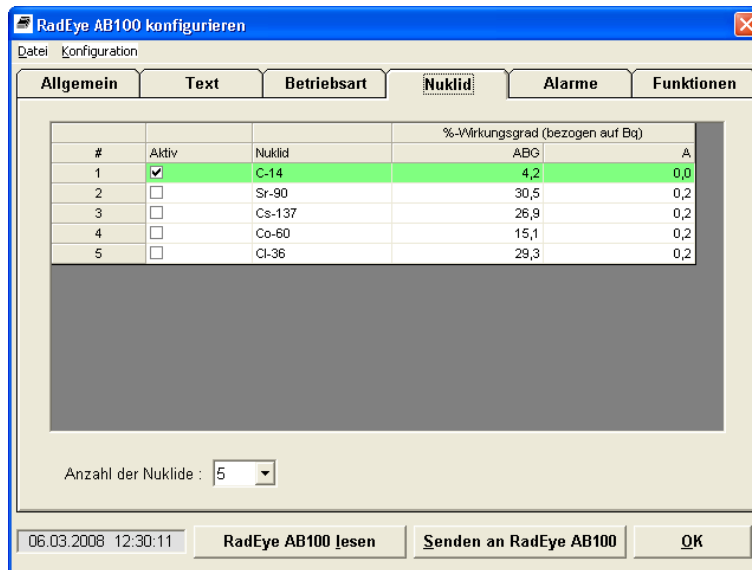 RadEye AB100 konfigurieren
Datei Konfiguration
Allgemein Text Betriebsart Nuklid Alarme Funktionen
%-Wirkungsgrad (bezogen auf Bq)
# Aktiv Nuklid ABG A
1 C-14 4,2 0,0
2 Sr-90 30,5 0,2
3 Cs-137 26,9 0,2
4 Co-60 15,1 0,2
5 Cl-36 29,3 0,2
Anzahl der Nuklide : 5
06.03.2008 12:30:11 RadEye AB100 lesen Senden an RadEye AB100 OK